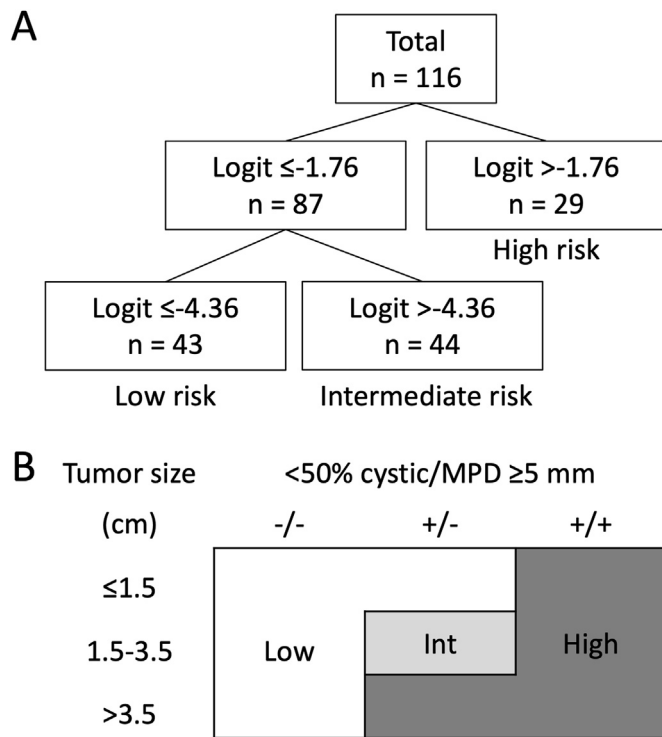 A
Total
n = 116
Logit ≤-1.76
n = 87
Logit >-1.76
n = 29
High risk
Logit ≤-4.36
n = 43
Logit >-4.36
n = 44
Low risk
Intermediate risk
B
Tumor size
(cm)
<50% cystic/MPD ≥5 mm
-/- +/- +/+
≤1.5
1.5-3.5
>3.5
Low
Int
High